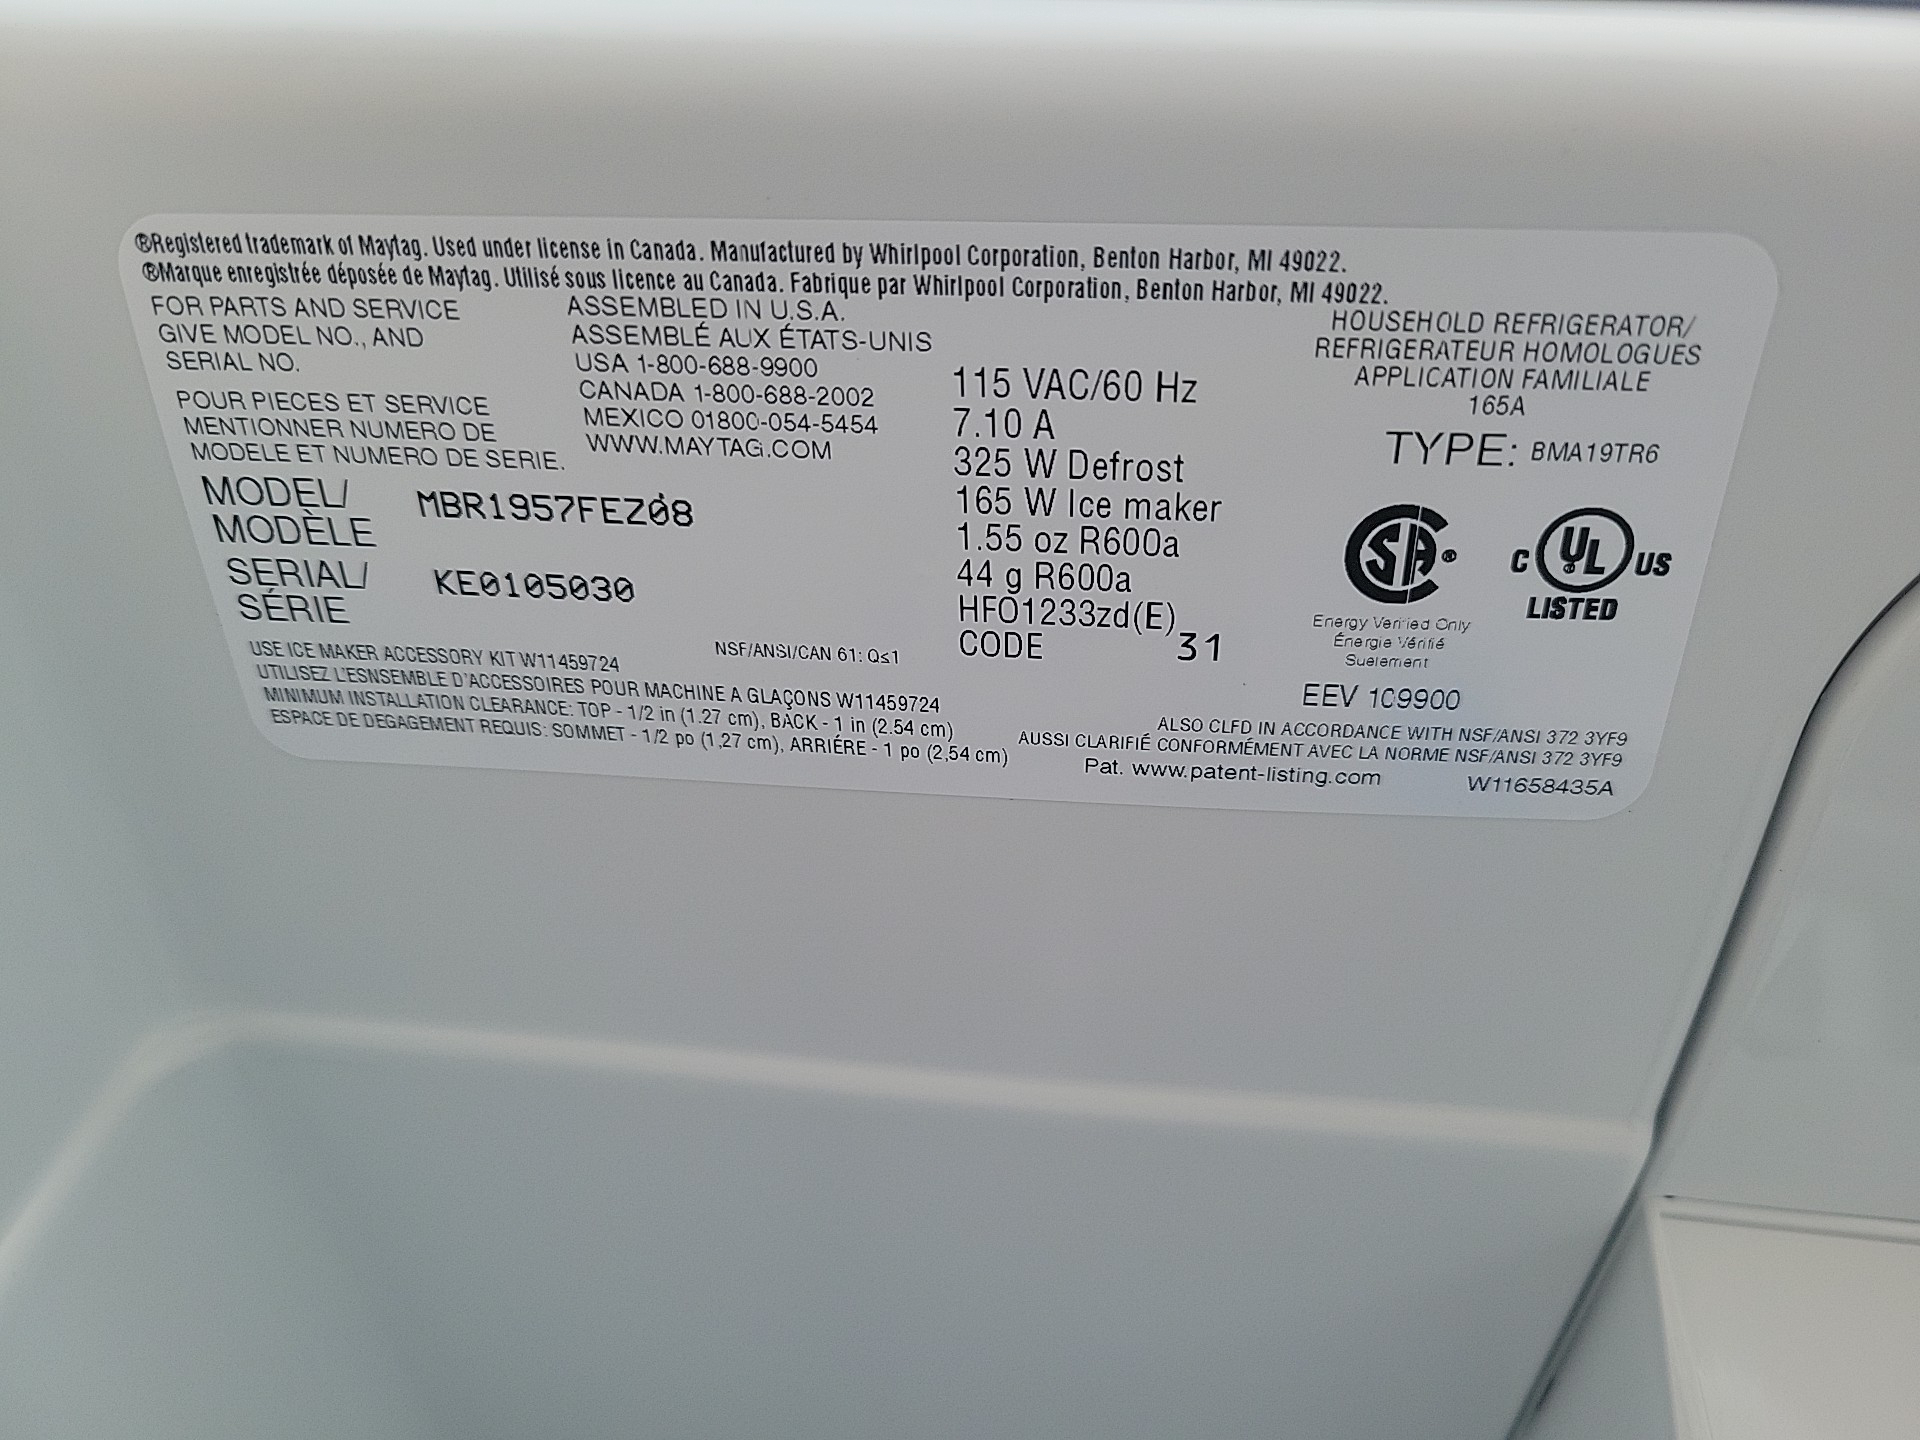 ®Registered trademark of Maytag. Used under license in Canada. Manufactured by Whirlpool Corporation, Benton Harbor, MI 49022.
®Marque enregistrée déposée de Maytag. Utilisé sous licence au Canada. Fabrique par Whirlpool Corporation, Benton Harbor, MI 49022.
FOR PARTS AND SERVICE
GIVE MODEL NO., AND
SERIAL NO.
POUR PIECES ET SERVICE
MENTIONNER NUMERO DE
MODELE ET NUMERO DE SERIE.
ASSEMBLED IN U.S.A.
ASSEMBLÉ AUX ÉTATS-UNIS
USA 1-800-688-9900
CANADA 1-800-688-2002
MEXICO 01800-054-5454
WWW.MAYTAG.COM
MODEL/
MODÈLE
MBR1957FEZ08
SERIAL/
SÉRIE
KE0105030
115 VAC/60 Hz
7.10 A
325 W Defrost
165 W Ice maker
1.55 oz R600a
44 g R600a
HFO1233zd(E)
CODE 31
HOUSEHOLD REFRIGERATOR/
REFRIGERATEUR HOMOLOGUES
APPLICATION FAMILIALE
165A
TYPE: BMA19TR6
SA®
Energy Verified Only
Énergie Vérifié
Suelement
C UL US
LISTED
EEV 109900
USE ICE MAKER ACCESSORY KIT W11459724
NSF/ANSI/CAN 61: Q≤1
UTILISEZ L'ESNSEMBLE D'ACCESSOIRES POUR MACHINE A GLAÇONS W11459724
MINIMUM INSTALLATION CLEARANCE: TOP - 1/2 in (1.27 cm), BACK - 1 in (2.54 cm)
ESPACE DE DEGAGEMENT REQUIS: SOMMET - 1/2 po (1,27 cm), ARRIÉRE - 1 po (2,54 cm)
ALSO CLFD IN ACCORDANCE WITH NSF/ANSI 372 3YF9
AUSSI CLARIFIÉ CONFORMÉMENT AVEC LA NORME NSF/ANSI 372 3YF9
Pat. www.patent-listing.com
W11658435A